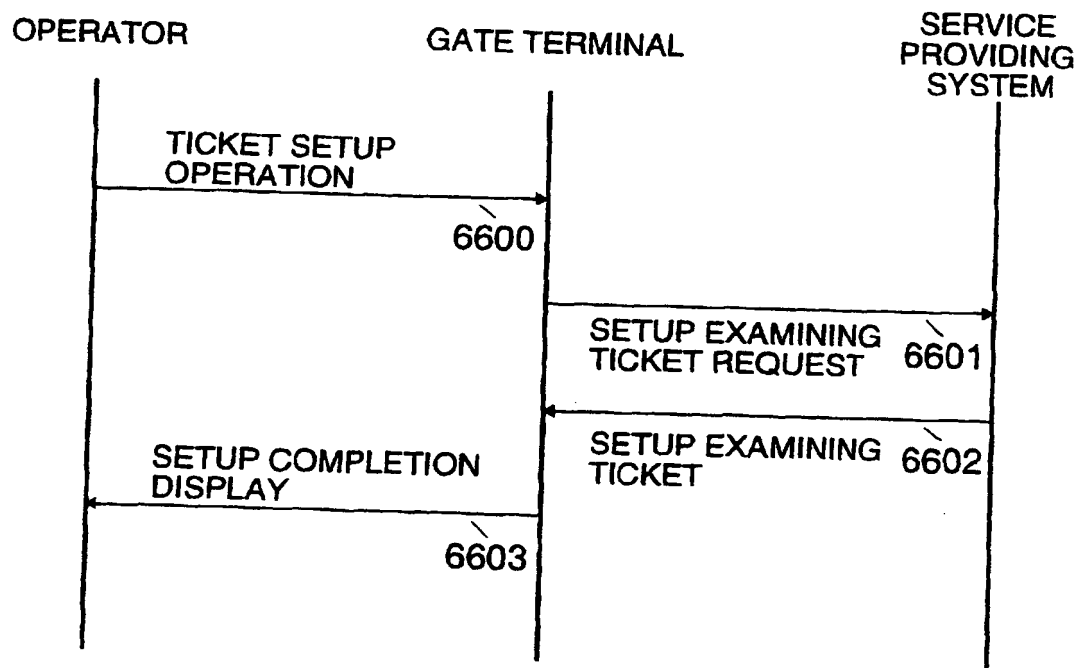 OPERATOR
GATE TERMINAL
SERVICE
PROVIDING
SYSTEM
TICKET SETUP
OPERATION
6600
SETUP EXAMINING
TICKET REQUEST
6601
SETUP EXAMINING
TICKET
6602
SETUP COMPLETION
DISPLAY
6603